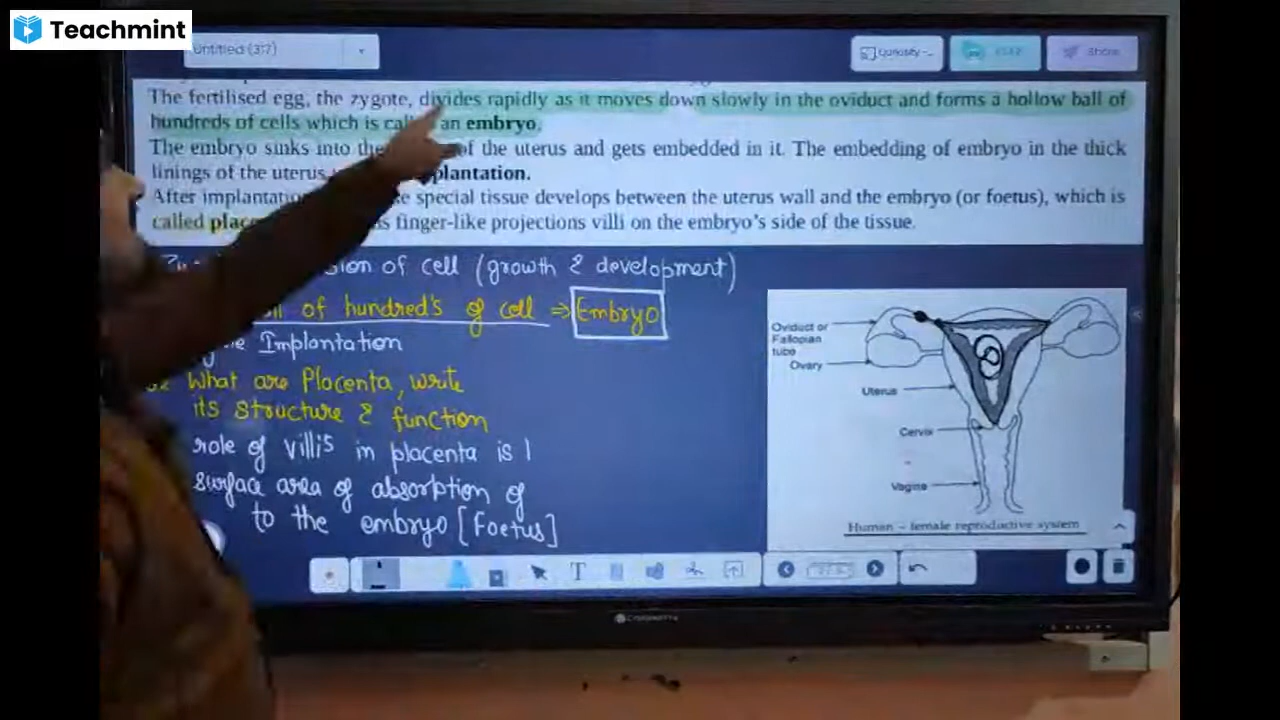 Teachmint
Untitled (317)
Share
The fertilised egg, the zygote, divides rapidly as it moves down slowly in the oviduct and forms a hollow ball of
hundreds of cells which is an embryo.
The embryo sinks into the of the uterus and gets embedded in it. The embedding of embryo in the thick
linings of the uterus
After implantation special tissue develops between the uterus wall and the embryo (or foetus), which is
called finger-like projections villi on the embryo's side of the tissue.
of cell (growth & development)
of hundred's of cell ⇒ Embryo
Implantation
What are Placenta, write
its structure & function
role of villis in placenta is
surface area of absorption of
to the embryo [Foetus]
Oviduct or
Fallopian
tube
Ovary
Uterus
Cervix
Vagina
Human - female reproductive system
T